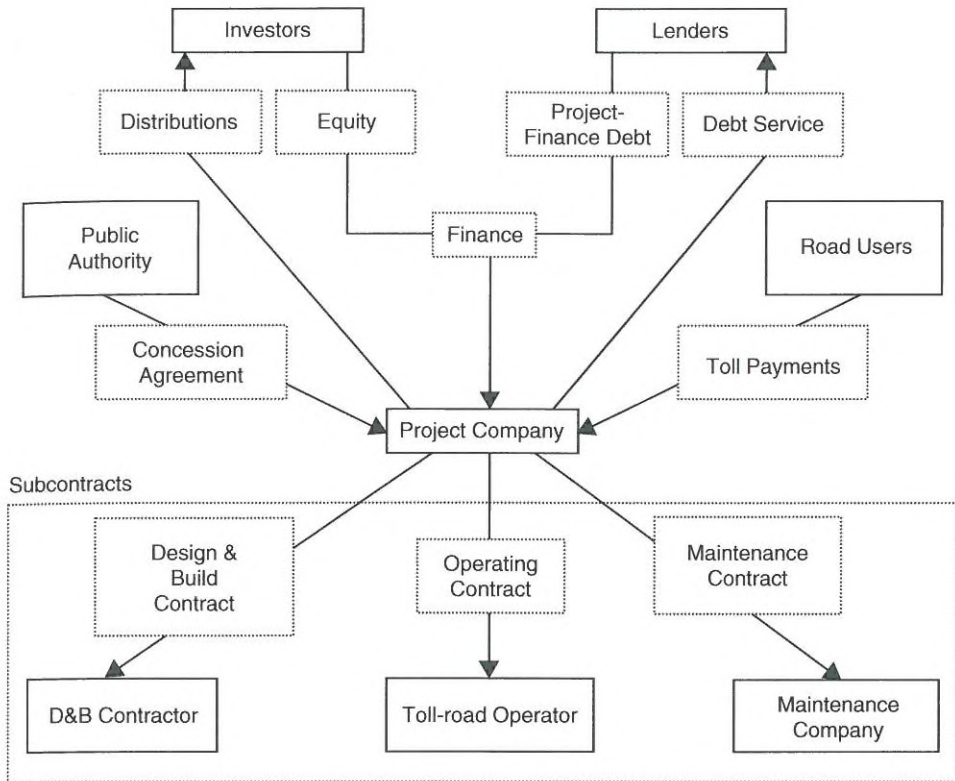 Investors
Lenders
Distributions
Equity
Project-
Finance Debt
Debt Service
Public
Authority
Finance
Road Users
Concession
Agreement
Toll Payments
Project Company
Subcontracts
Design &
Build
Contract
Operating
Contract
Maintenance
Contract
D&B Contractor
Toll-road Operator
Maintenance
Company